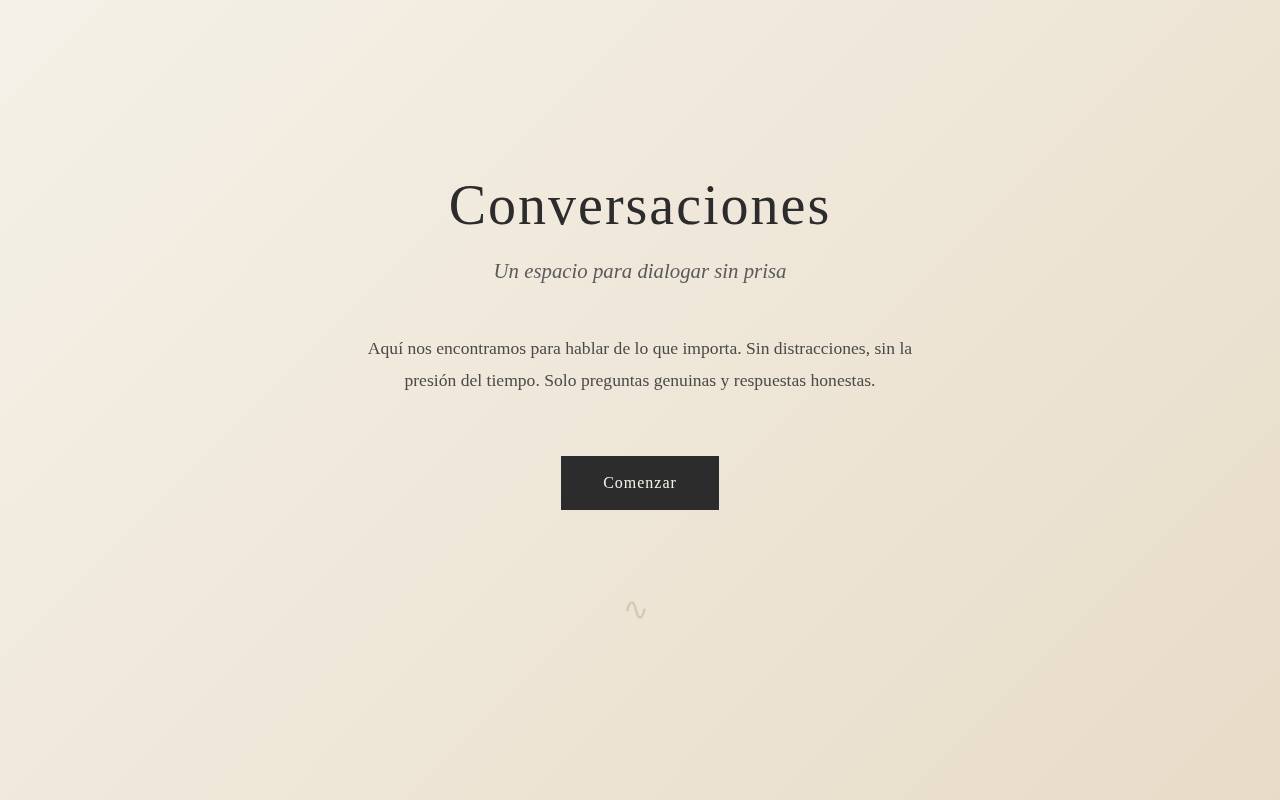 Conversaciones
Un espacio para dialogar sin prisa
Aquí nos encontramos para hablar de lo que importa. Sin distracciones, sin la
presión del tiempo. Solo preguntas genuinas y respuestas honestas.
Comenzar
∿